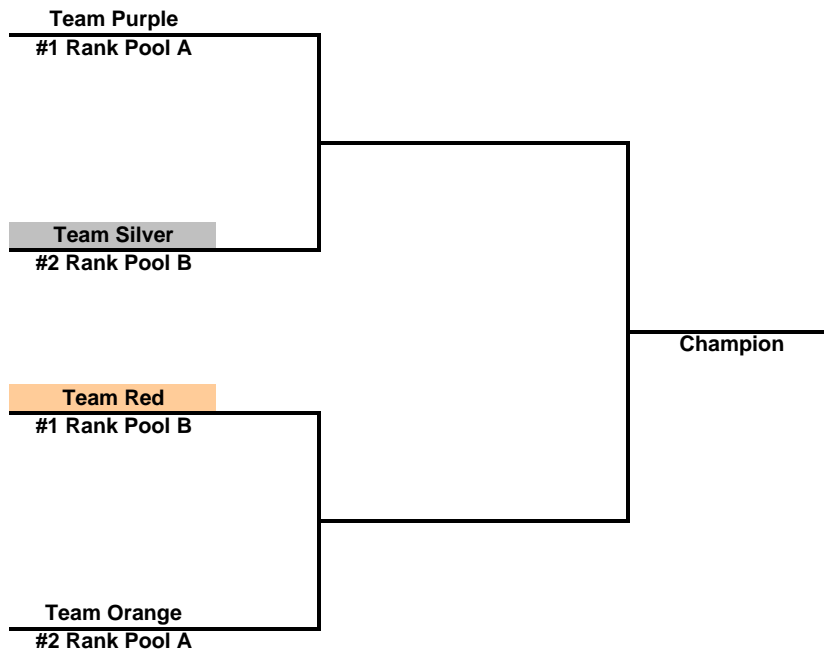 Team Purple
#1 Rank Pool A
Team Silver
#2 Rank Pool B
Champion
Team Red
#1 Rank Pool B
Team Orange
#2 Rank Pool A